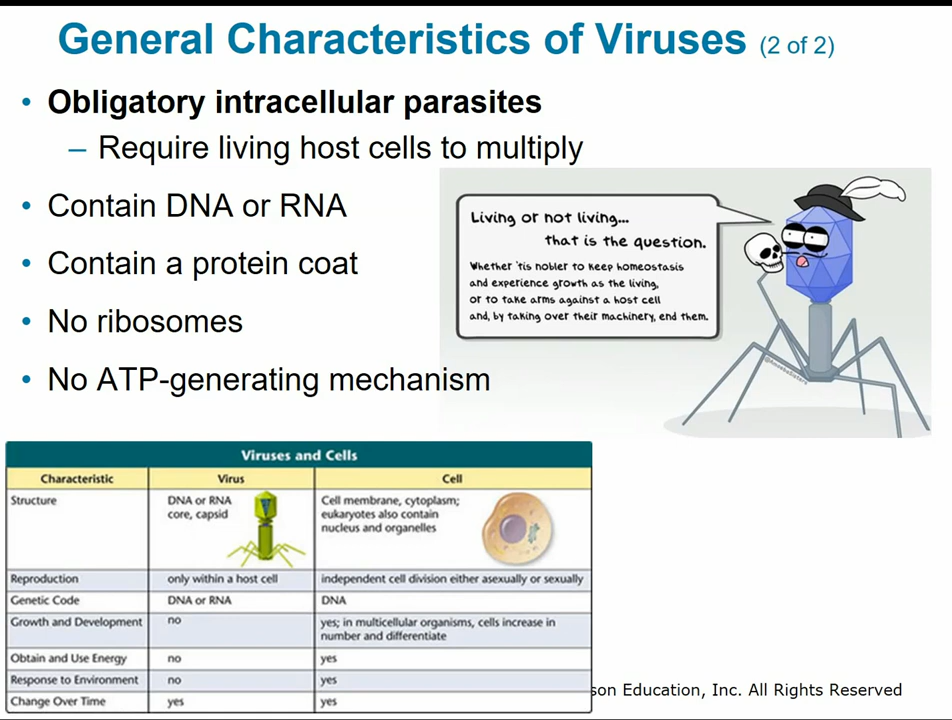 General Characteristics of Viruses (2 of 2)
• Obligatory intracellular parasites
– Require living host cells to multiply
• Contain DNA or RNA
• Contain a protein coat
• No ribosomes
• No ATP-generating mechanism
Living or not living...
that is the question.
Whether 'tis nobler to keep homeostasis
and experience growth as the living,
or to take arms against a host cell
and, by taking over their machinery, end them.
@AmoebaSisters
Viruses and Cells
Characteristic Virus Cell
Structure DNA or RNA core, capsid Cell membrane, cytoplasm; eukaryotes also contain nucleus and organelles
Reproduction only within a host cell independent cell division either asexually or sexually
Genetic Code DNA or RNA DNA
Growth and Development no yes; in multicellular organisms, cells increase in number and differentiate
Obtain and Use Energy no yes
Response to Environment no yes
Change Over Time yes yes
son Education, Inc. All Rights Reserved